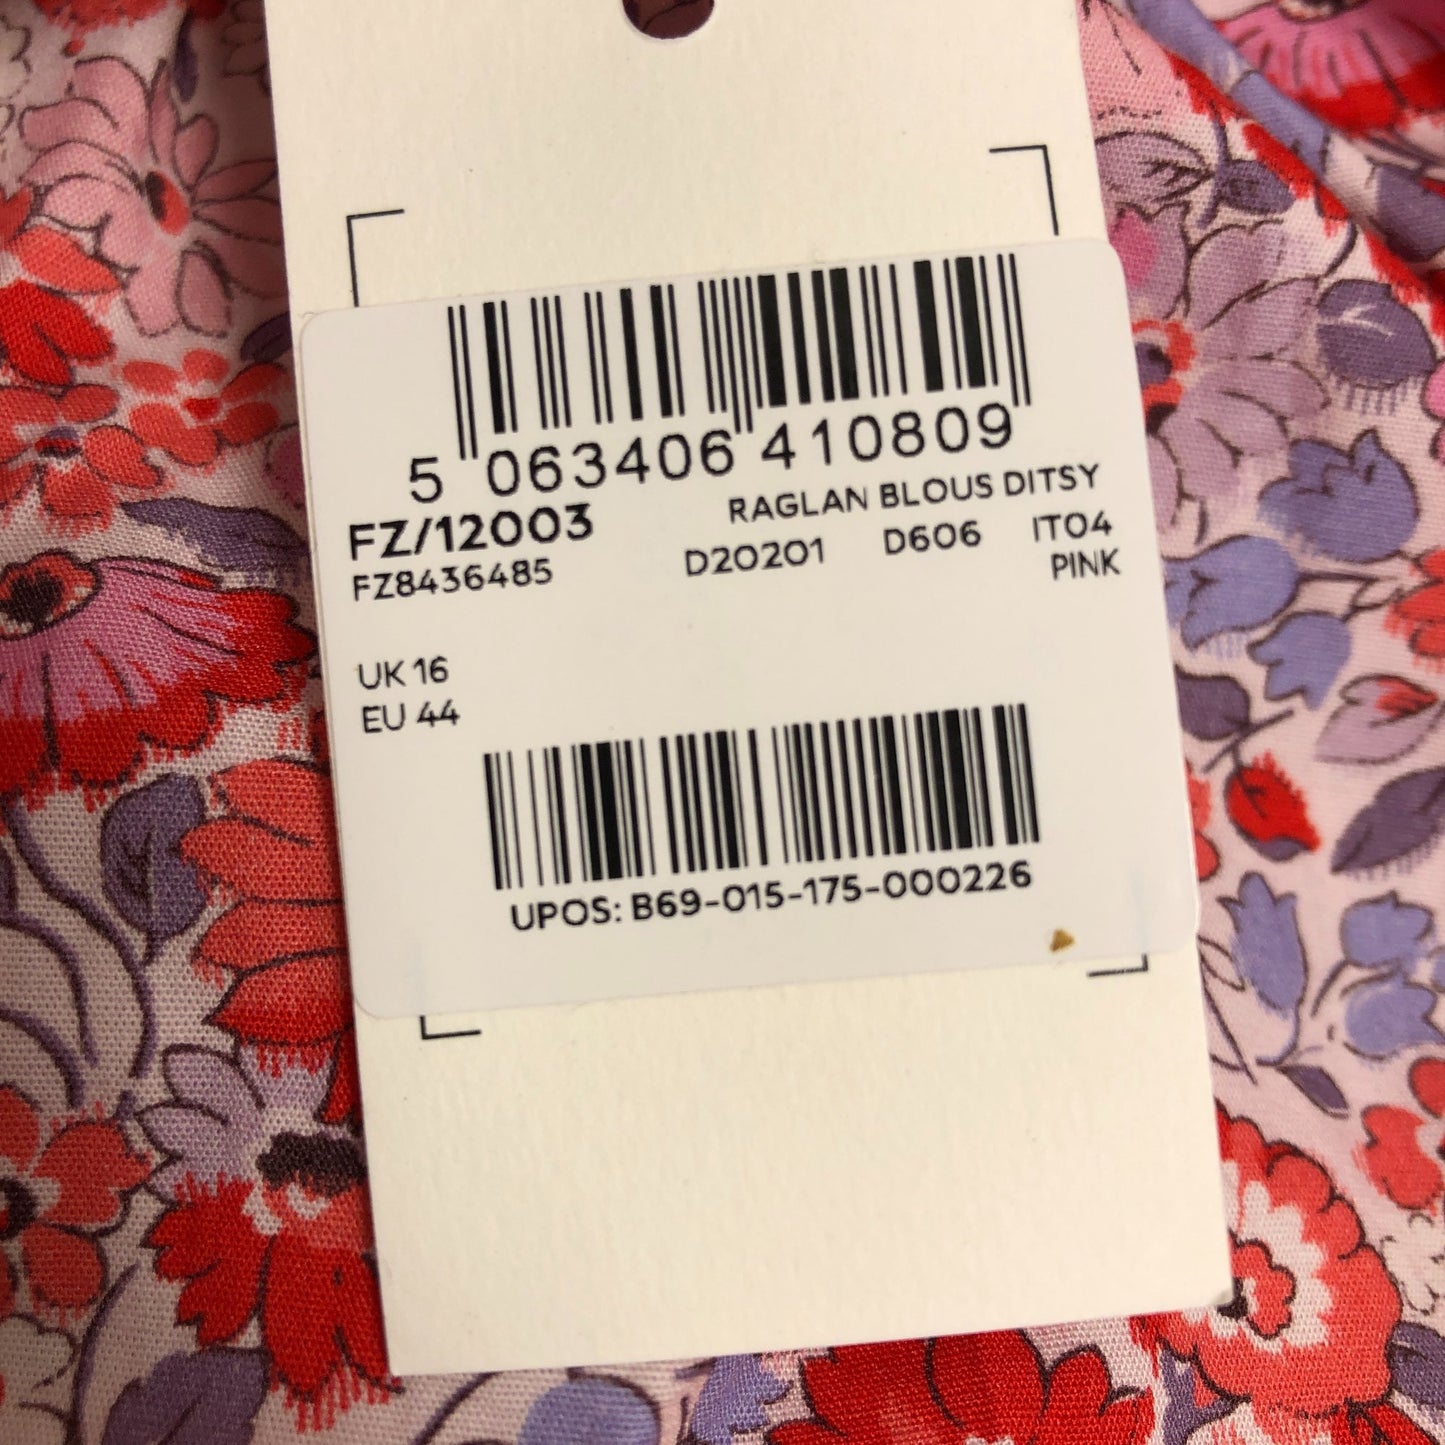 5 063406 410809
FZ/12003 RAGLAN BLOUS DITSY
FZ8436485 D20201 D606 IT04
PINK
UK 16
EU 44
UPOS: B69-015-175-000226